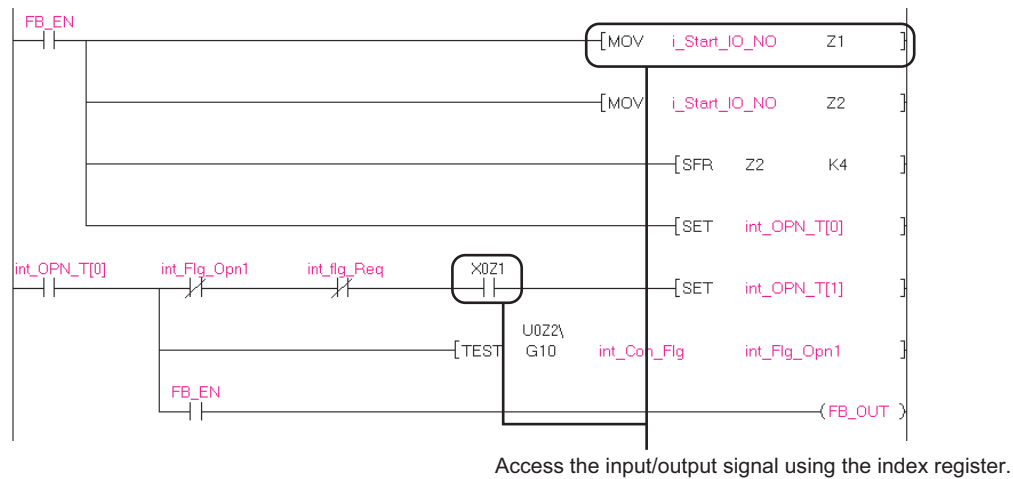 FB_EN
[MOV i_Start_IO_NO Z1 ]
[MOV i_Start_IO_NO Z2 ]
[SFR Z2 K4 ]
[SET int_OPN_T[0] ]
int_OPN_T[0] int_Flg_Opn1 int_flg_Req X0Z1
[SET int_OPN_T[1] ]
U0Z2\
[TEST G10 int_Con_Flg int_Flg_Opn1 ]
FB_EN
(FB_OUT )
Access the input/output signal using the index register.